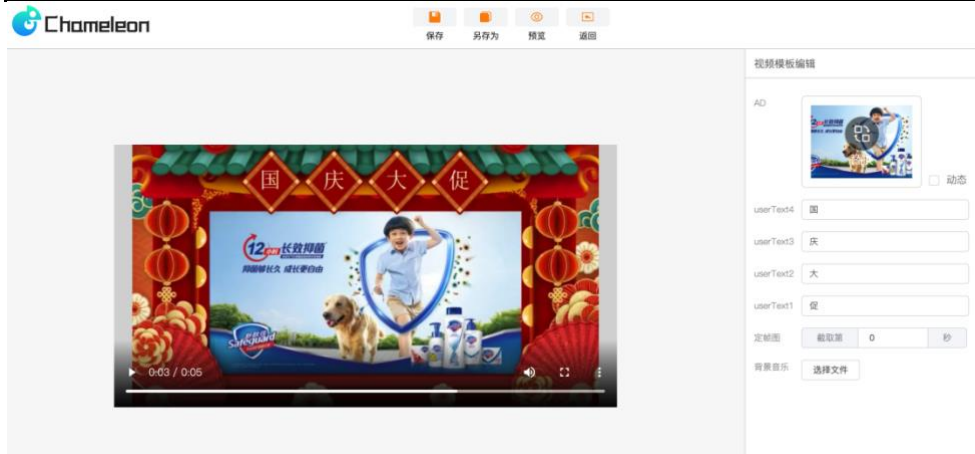 Chameleon
保存 另存为 预览 返回
视频模板编辑
AD
动态
userText4 国
userText3 庆
userText2 大
userText1 促
定帧图 截取第 0 秒
背景音乐 选择文件
国 庆 大 促
12小时 长效抑菌
抑菌够长久 成长更自由
舒肤佳
Safeguard
0:03 / 0:05